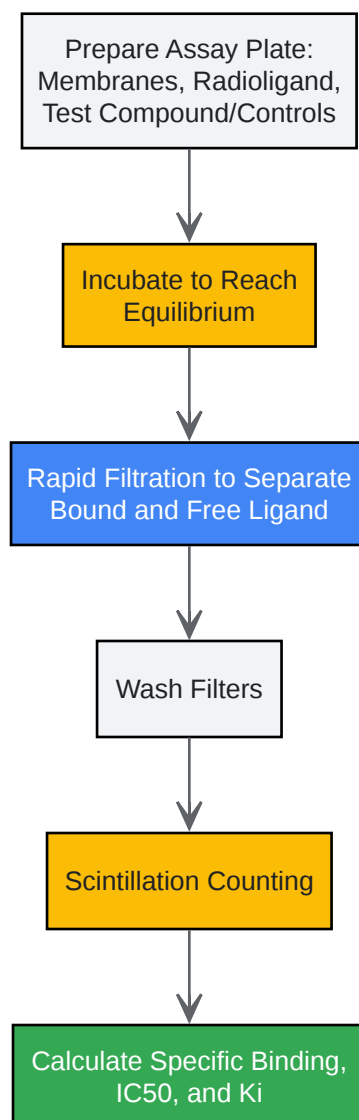 Prepare Assay Plate:
Membranes, Radioligand,
Test Compound/Controls
Incubate to Reach
Equilibrium
Rapid Filtration to Separate
Bound and Free Ligand
Wash Filters
Scintillation Counting
Calculate Specific Binding,
IC50, and Ki